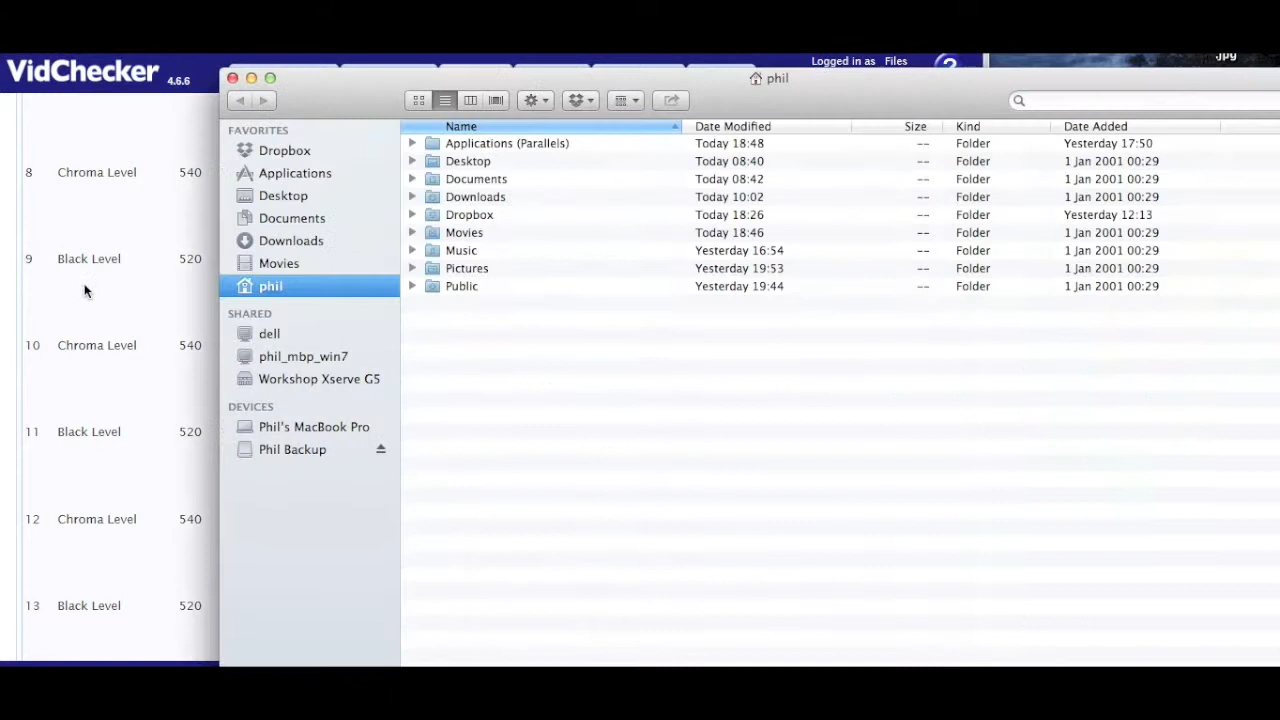 VidChecker 4.6.6
Logged in as Files ?
.jpg
phil
Name Date Modified Size Kind Date Added
FAVORITES
Dropbox
Applications
Desktop
Documents
Downloads
Movies
phil
SHARED
dell
phil_mbp_win7
Workshop Xserve G5
DEVICES
Phil's MacBook Pro
Phil Backup
Applications (Parallels) Today 18:48 -- Folder Yesterday 17:50
Desktop Today 08:40 -- Folder 1 Jan 2001 00:29
Documents Today 08:42 -- Folder 1 Jan 2001 00:29
Downloads Today 10:02 -- Folder 1 Jan 2001 00:29
Dropbox Today 18:26 -- Folder Yesterday 12:13
Movies Today 18:46 -- Folder 1 Jan 2001 00:29
Music Yesterday 16:54 -- Folder 1 Jan 2001 00:29
Pictures Yesterday 19:53 -- Folder 1 Jan 2001 00:29
Public Yesterday 19:44 -- Folder 1 Jan 2001 00:29
8 Chroma Level 540
9 Black Level 520
10 Chroma Level 540
11 Black Level 520
12 Chroma Level 540
13 Black Level 520